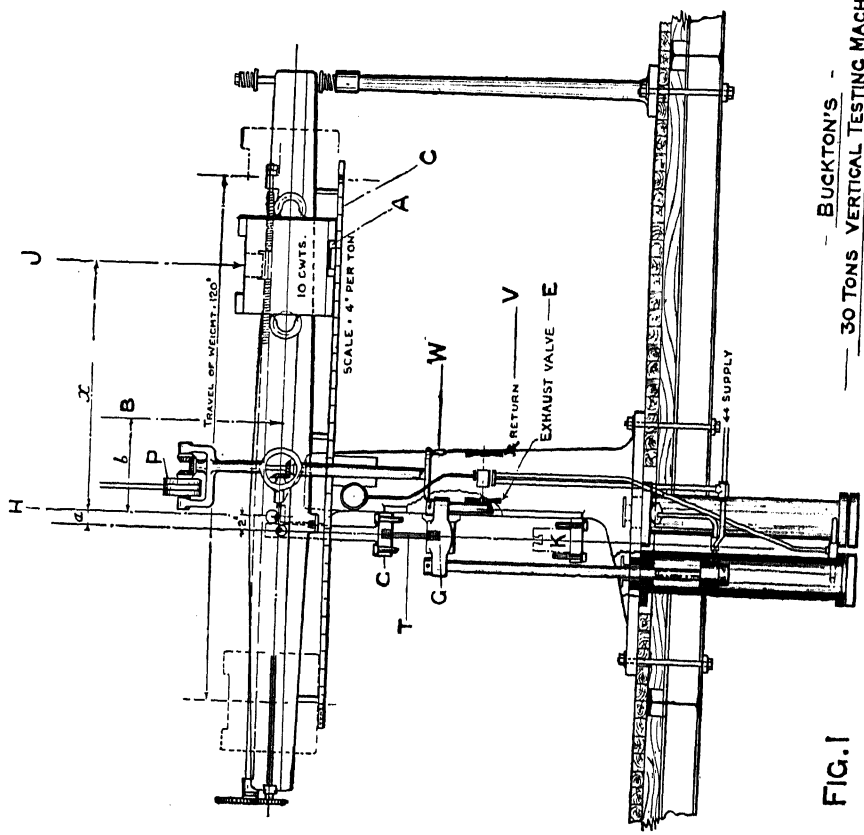 H
J
x
a
b
B
P
2"
TRAVEL OF WEIGHT. 120"
10 CWTS.
C
A
SCALE = 4" PER TON
W
RETURN V
EXHAUST VALVE E
C
G
T
K
SUPPLY
FIG. 1
- BUCKTON'S -
30 TONS VERTICAL TESTING MACH